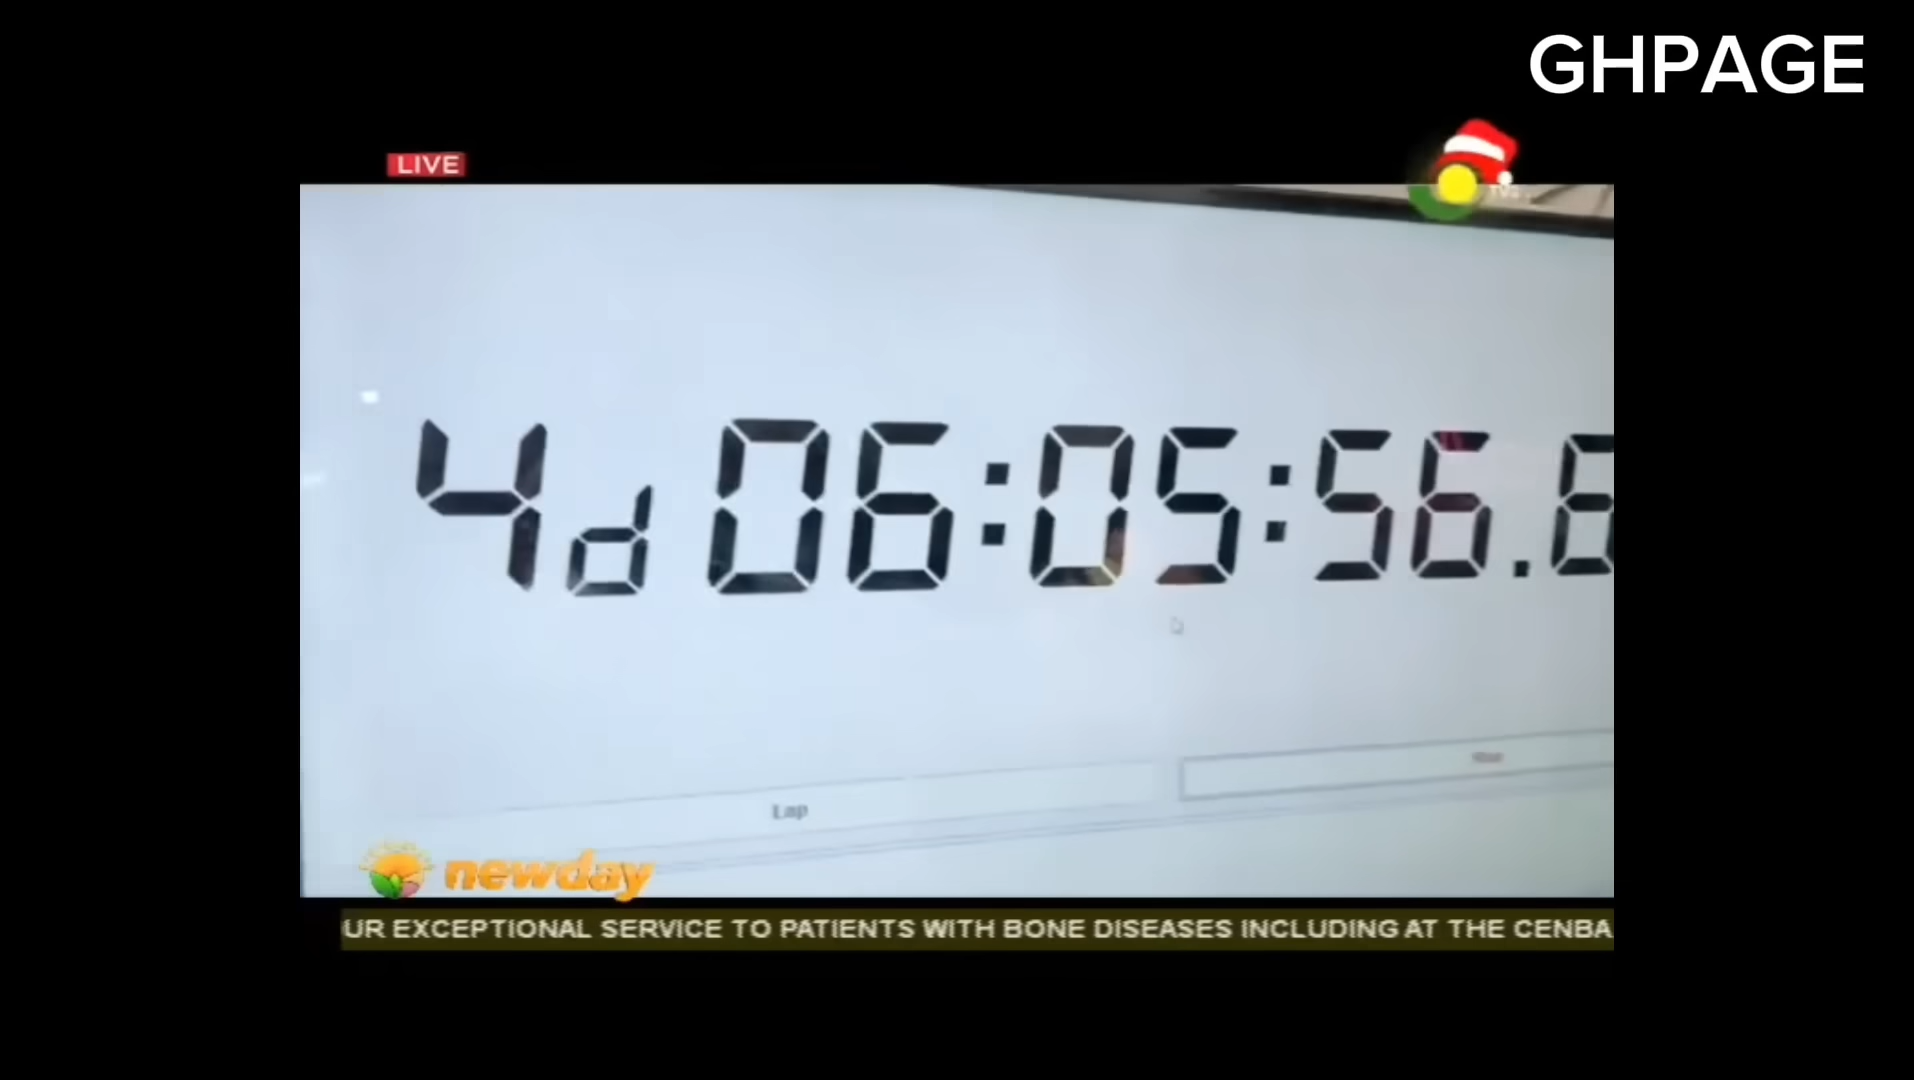 GHPAGE
LIVE
4d 06:05:56.6
Lap
newday
UR EXCEPTIONAL SERVICE TO PATIENTS WITH BONE DISEASES INCLUDING AT THE CENBA